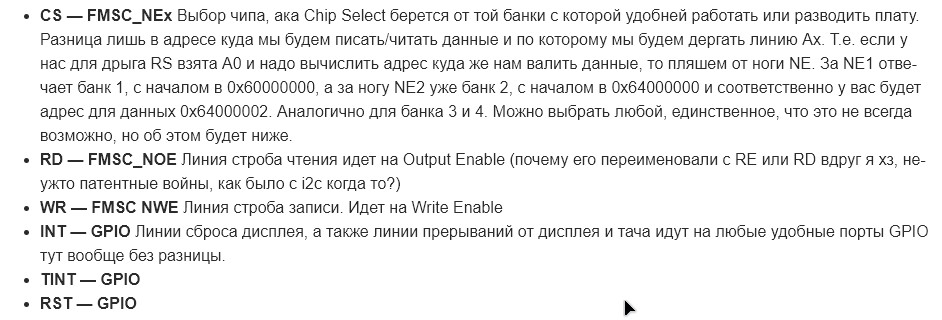 CS — FMSC_NEx Выбор чипа, ака Chip Select берется от той банки с которой удобней работать или разводить плату.
Разница лишь в адресе куда мы будем писать/читать данные и по которому мы будем дергать линию Ax. Т.е. если у
нас для дрыга RS взята A0 и надо вычислить адрес куда же нам валить данные, то пляшем от ноги NE. За NE1 отве-
чает банк 1, с началом в 0x60000000, а за ногу NE2 уже банк 2, с началом в 0x64000000 и соответственно у вас будет
адрес для данных 0x64000002. Аналогично для банка 3 и 4. Можно выбрать любой, единственное, что это не всегда
возможно, но об этом будет ниже.
RD — FMSC_NOE Линия строба чтения идет на Output Enable (почему его переименовали с RE или RD вдруг я хз, не-
ужто патентные войны, как было с i2c когда то?)
WR — FMSC NWE Линия строба записи. Идет на Write Enable
INT — GPIO Линии сброса дисплея, а также линии прерываний от дисплея и тача идут на любые удобные порты GPIO
тут вообще без разницы.
TINT — GPIO
RST — GPIO